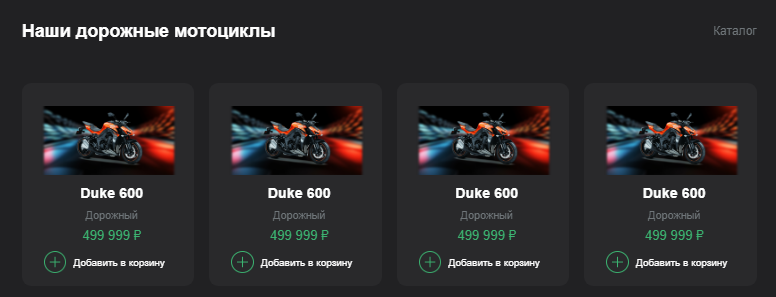 Наши дорожные мотоциклы
Каталог
Duke 600
Дорожный
499 999 ₽
Добавить в корзину
Duke 600
Дорожный
499 999 ₽
Добавить в корзину
Duke 600
Дорожный
499 999 ₽
Добавить в корзину
Duke 600
Дорожный
499 999 ₽
Добавить в корзину